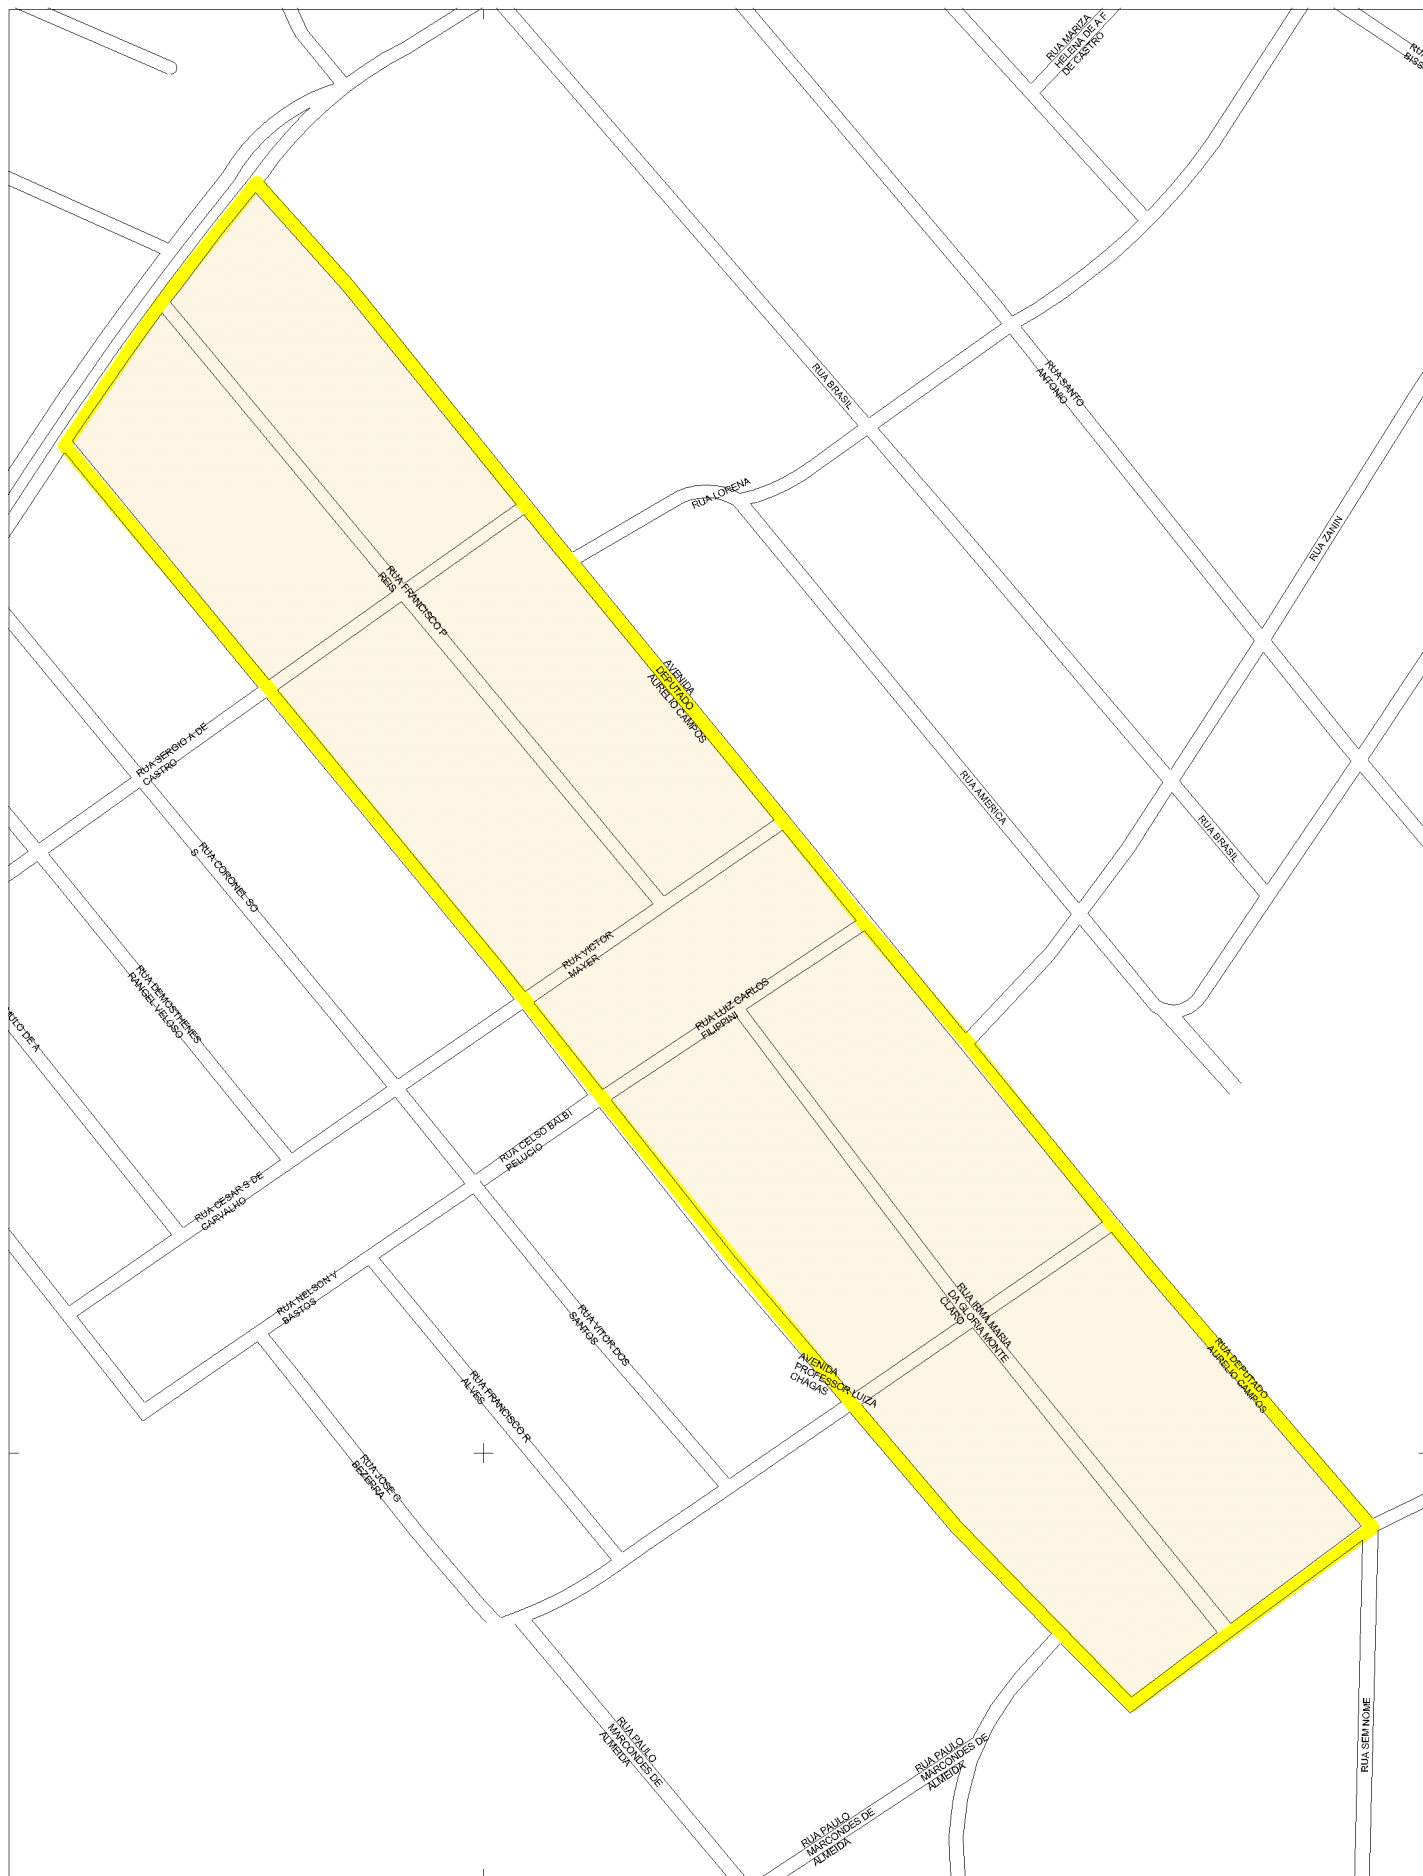 RUA MARIZA
HELENA DE A F
DE CASTRO
RUA BRASIL
RUA SANTO
ANTONIO
RUA LORENA
RUA ZANIN
RUA FRANCISCO P
REIS
AVENIDA
DEPUTADO
AURELIO CAMPOS
RUA SERGIO A DE
CASTRO
RUA AMERICA
RUA BRASIL
RUA CORONEL SO
S
RUA VICTOR
MAYER
RUA DEMOSTHENES
RANGEL VELOSO
RUA LUIZ CARLOS
FILIPPINI
RUA CELSO BALBI
PELUCIO
RUA CESAR S DE
CARVALHO
RUA NELSON V
BASTOS
RUA VITOR DOS
SANTOS
RUA IRMA MARIA
DA GLORIA MONTE
CLARO
AVENIDA
PROFESSOR LUIZA
CHAGAS
RUA DEPUTADO
AURELIO CAMPOS
RUA FRANCISCO R
ALVES
RUA JOSE G
BEZERRA
RUA PAULO
MARCONDES DE
ALMEIDA
RUA PAULO
MARCONDES DE
ALMEIDA
RUA PAULO
MARCONDES DE
ALMEIDA
RUA SEM NOME